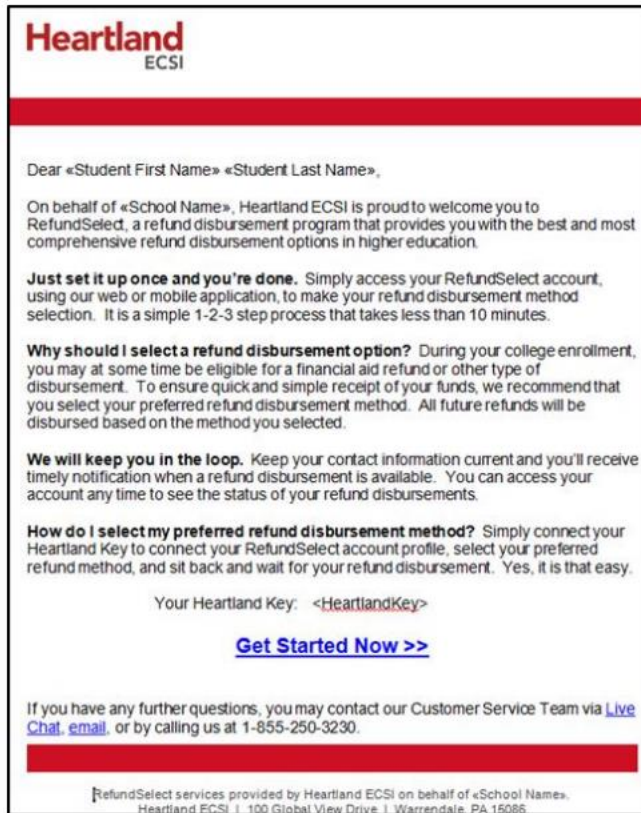 Heartland
ECSI
Dear «Student First Name» «Student Last Name»,
On behalf of «School Name», Heartland ECSI is proud to welcome you to
RefundSelect, a refund disbursement program that provides you with the best and most
comprehensive refund disbursement options in higher education.
Just set it up once and you're done. Simply access your RefundSelect account,
using our web or mobile application, to make your refund disbursement method
selection. It is a simple 1-2-3 step process that takes less than 10 minutes.
Why should I select a refund disbursement option? During your college enrollment,
you may at some time be eligible for a financial aid refund or other type of
disbursement. To ensure quick and simple receipt of your funds, we recommend that
you select your preferred refund disbursement method. All future refunds will be
disbursed based on the method you selected.
We will keep you in the loop. Keep your contact information current and you'll receive
timely notification when a refund disbursement is available. You can access your
account any time to see the status of your refund disbursements.
How do I select my preferred refund disbursement method? Simply connect your
Heartland Key to connect your RefundSelect account profile, select your preferred
refund method, and sit back and wait for your refund disbursement. Yes, it is that easy.
Your Heartland Key: <HeartlandKey>
Get Started Now >>
If you have any further questions, you may contact our Customer Service Team via Live
Chat, email, or by calling us at 1-855-250-3230.
RefundSelect services provided by Heartland ECSI on behalf of «School Name».
Heartland ECSI | 100 Global View Drive | Warrendale, PA 15086